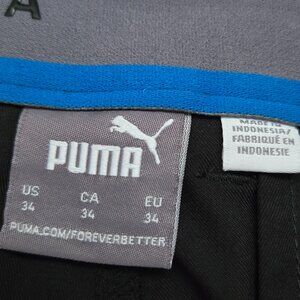 A
PUMA
US CA EU
34 34 34
PUMA.COM/FOREVERBETTER
MADE IN
INDONESIA/
FABRIQUÉ EN
INDONÉSIE